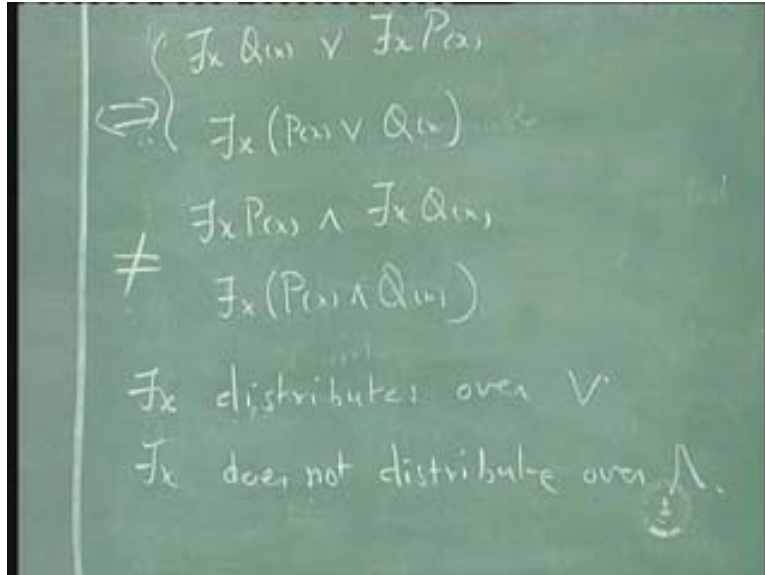 ⇔ { ∃x Q(x) ∨ ∃x P(x)
∃x (P(x) ∨ Q(x))
≠ ∃x P(x) ∧ ∃x Q(x)
∃x (P(x) ∧ Q(x))
∃x distributes over ∨.
∃x does not distribute over ∧.